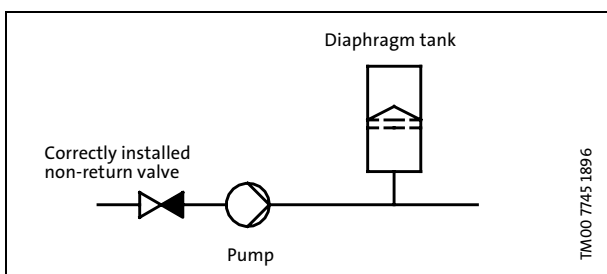 Diaphragm tank
Correctly installed
non-return valve
Pump
TM00 7745 1896